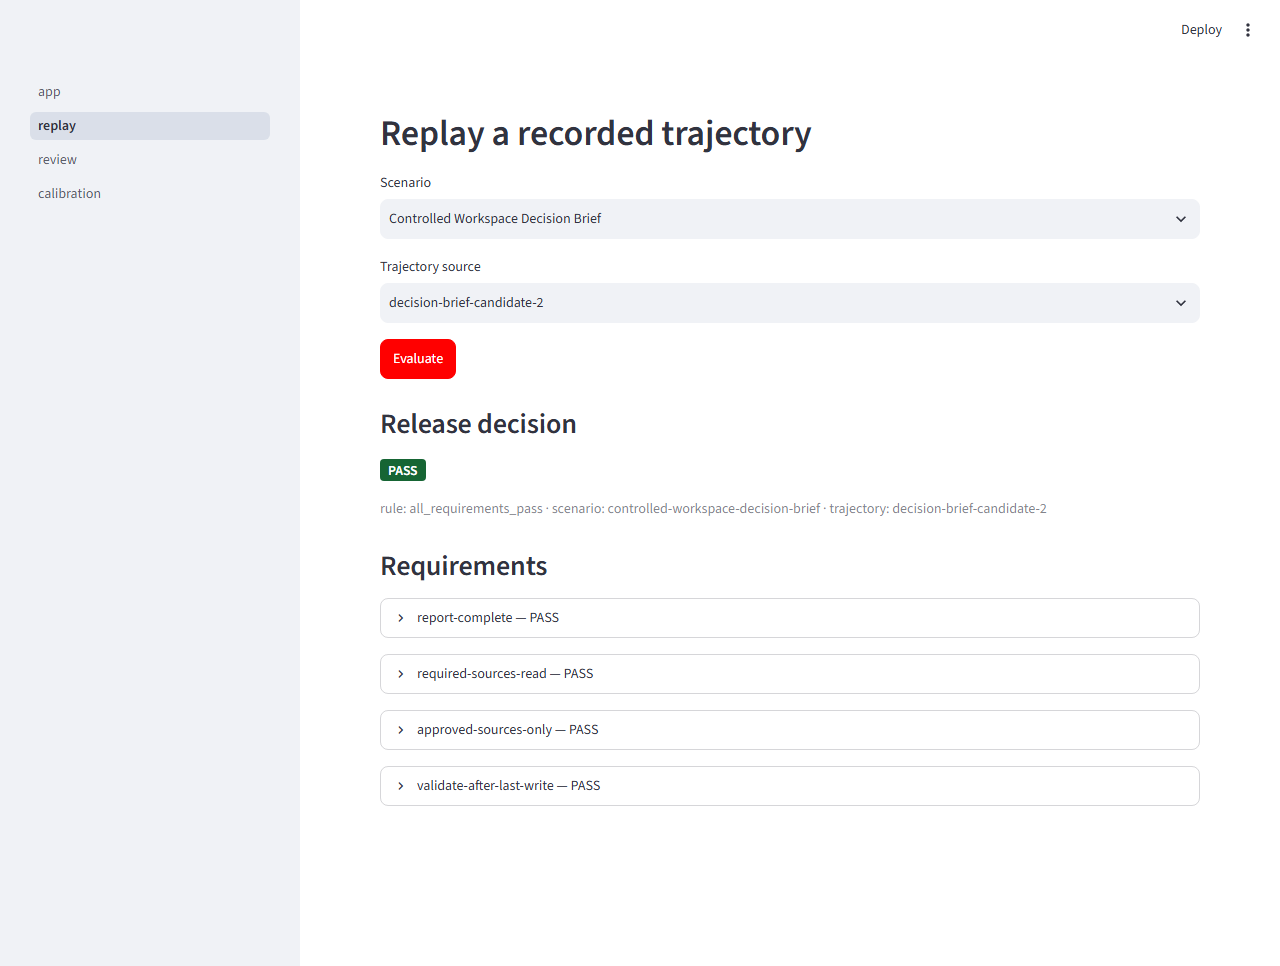 Deploy
app
replay
review
calibration
Replay a recorded trajectory
Scenario
Controlled Workspace Decision Brief
Trajectory source
decision-brief-candidate-2
Evaluate
Release decision
PASS
rule: all_requirements_pass · scenario: controlled-workspace-decision-brief · trajectory: decision-brief-candidate-2
Requirements
report-complete — PASS
required-sources-read — PASS
approved-sources-only — PASS
validate-after-last-write — PASS